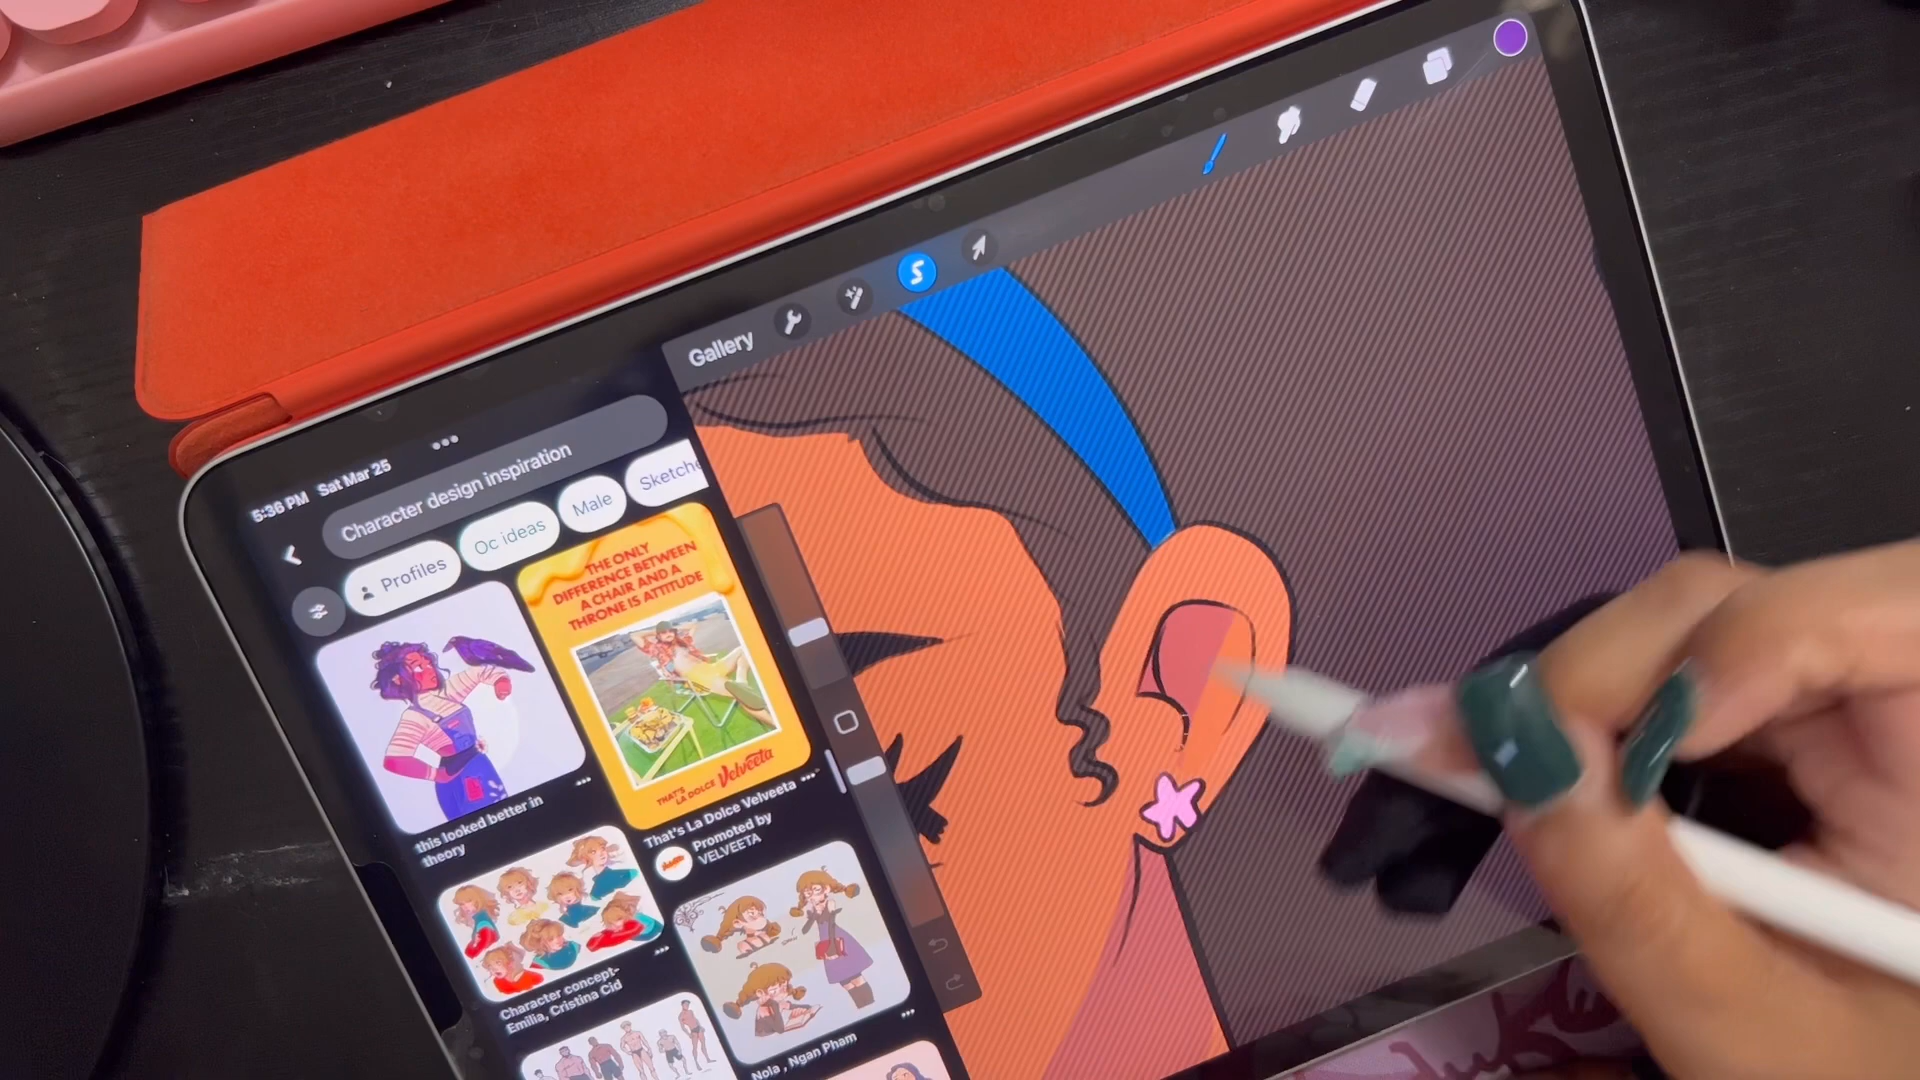 5:36 PM Sat Mar 25
Character design inspiration
Profiles
Oc ideas
Male
Sketche
Gallery
THE ONLY
DIFFERENCE BETWEEN
A CHAIR AND A
THRONE IS ATTITUDE
THAT'S
LA DOLCE Velveeta
this looked better in
theory
That's La Dolce Velveeta
Promoted by
VELVEETA
Character concept-
Emilia, Cristina Cid
Nola , Ngan Pham